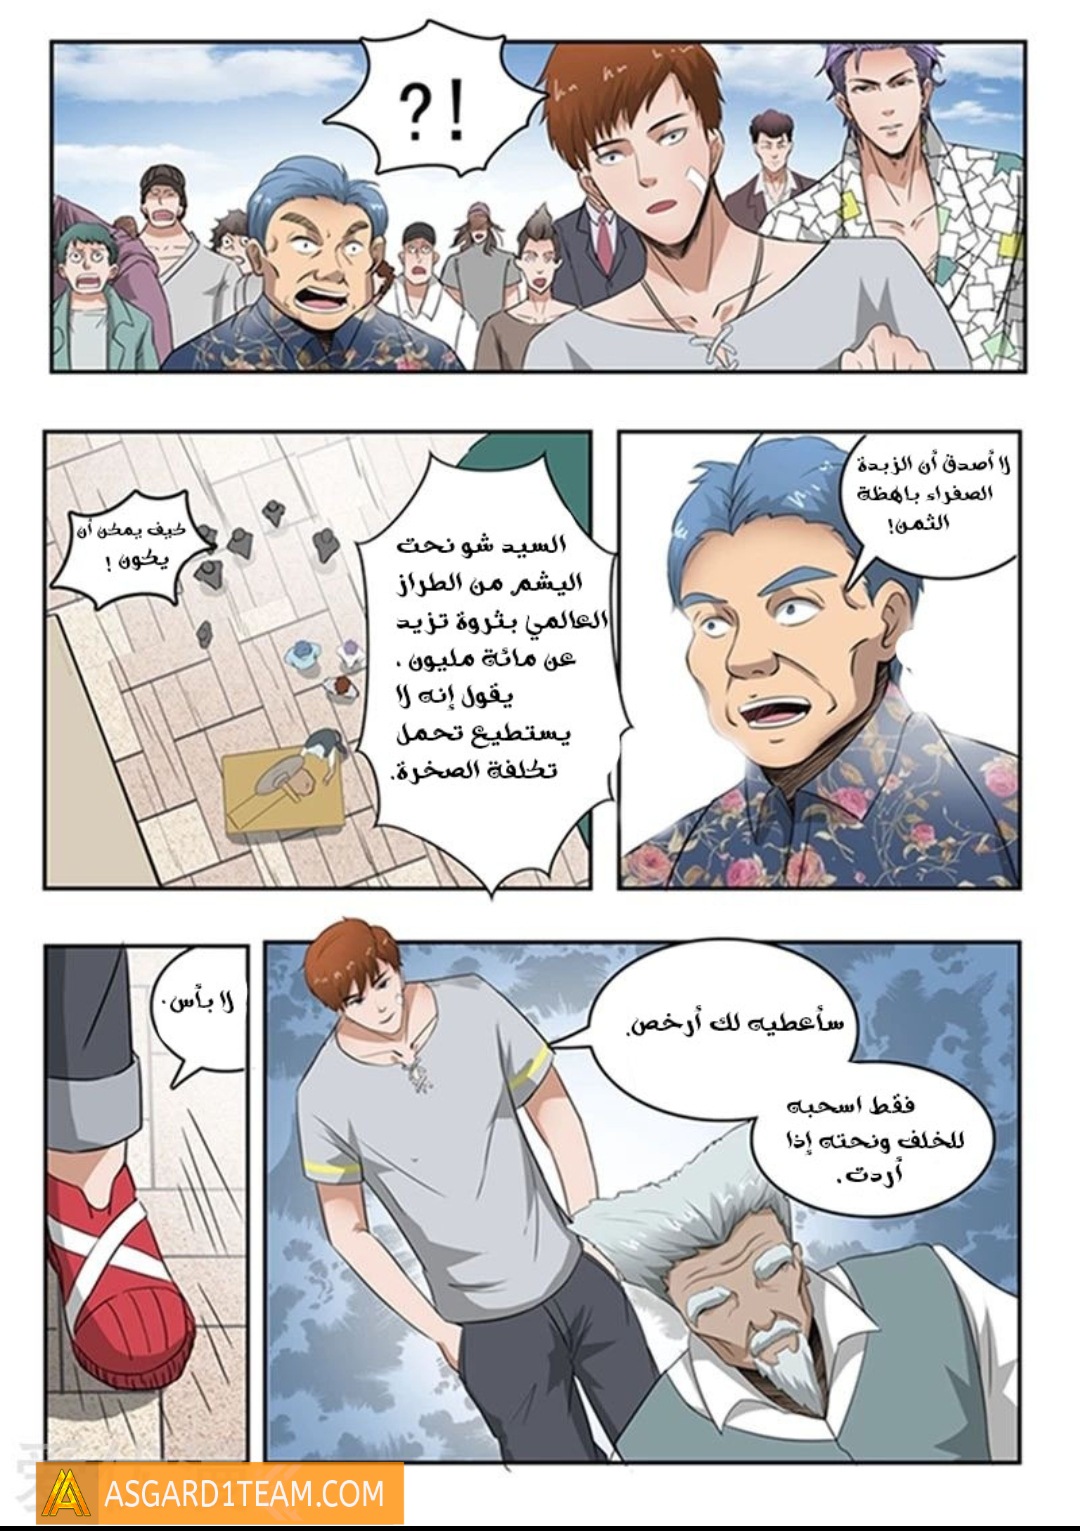 ?!
لا أصدق أن الزبدة
الصفراء باهظة
الثمن!
السيد شو نحت
اليشم من الطراز
العالمي بثروة تزيد
عن مائة مليون ،
يقول إنه لا
يستطيع تحمل
تكلفة الصخرة.
كيف يمكن أن
يكون !
سأعطيه لك أرخص.
فقط اسحبه
للخلف ونحته إذا
أردت.
لا بأس.
ASGARD1TEAM.COM